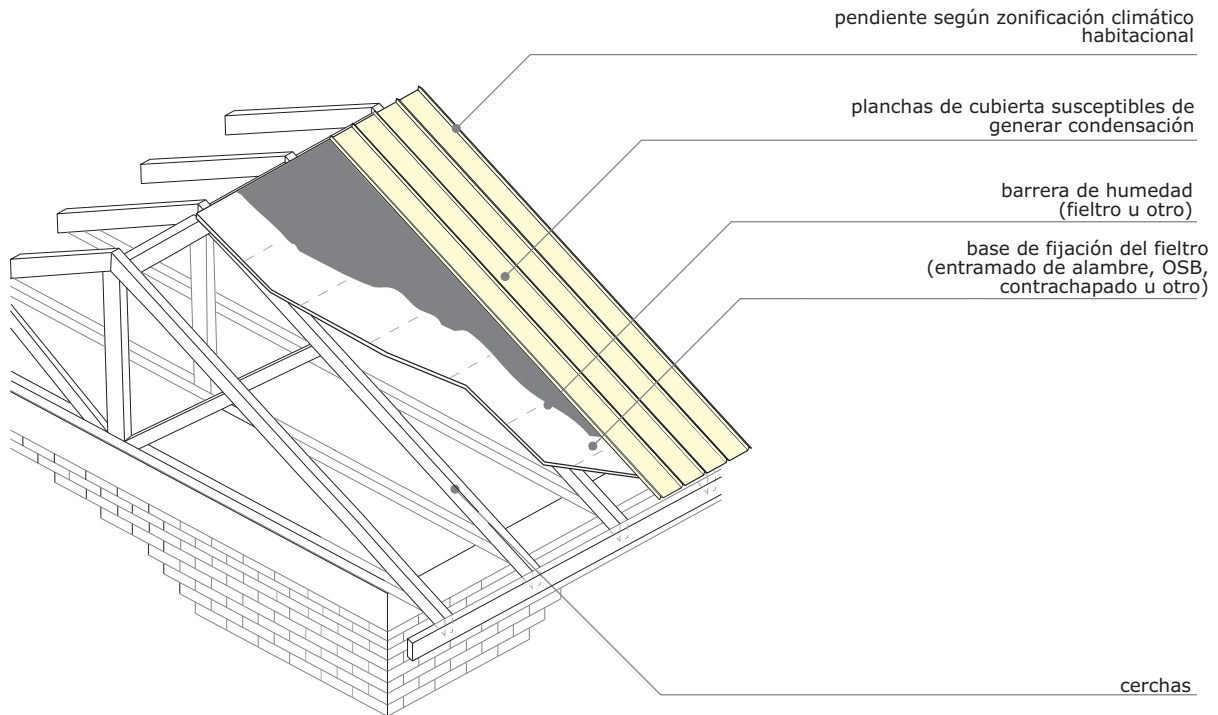 pendiente según zonificación climático
habitacional
planchas de cubierta susceptibles de
generar condensación
barrera de humedad
(fieltro u otro)
base de fijación del fieltro
(entramado de alambre, OSB,
contrachapado u otro)
cerchas